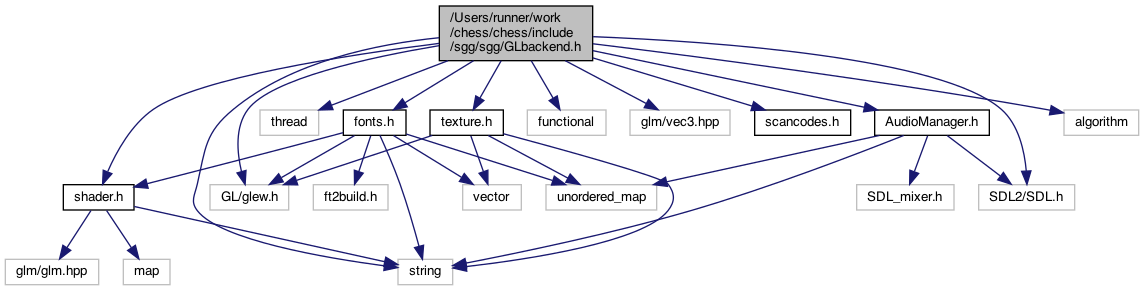 /Users/runner/work
/chess/chess/include
/sgg/sgg/GLbackend.h
thread
fonts.h
texture.h
functional
glm/vec3.hpp
scancodes.h
AudioManager.h
algorithm
shader.h
GL/glew.h
ft2build.h
vector
unordered_map
SDL_mixer.h
SDL2/SDL.h
glm/glm.hpp
map
string